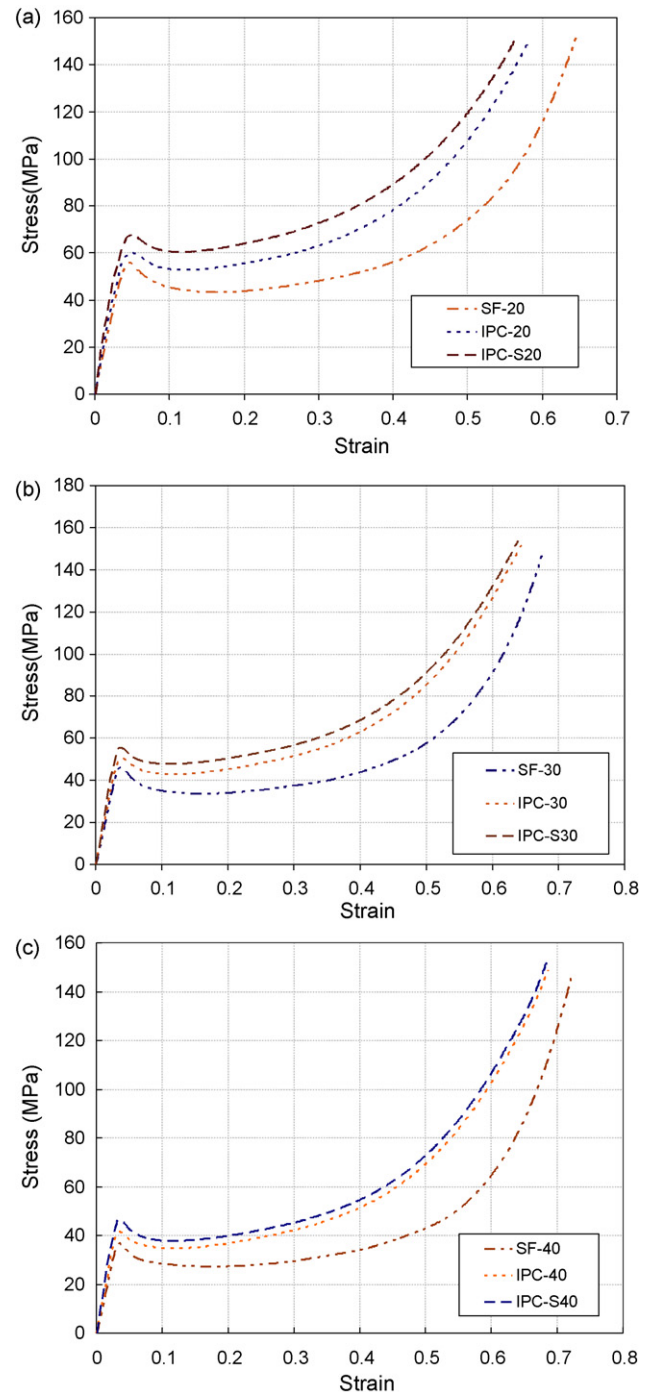 (a)
160
140
120
100
80
60
40
20
0
Stress(MPa)
0 0.1 0.2 0.3 0.4 0.5 0.6 0.7
Strain
SF-20
IPC-20
IPC-S20
(b)
180
160
140
120
100
80
60
40
20
0
Stress(MPa)
0 0.1 0.2 0.3 0.4 0.5 0.6 0.7 0.8
Strain
SF-30
IPC-30
IPC-S30
(c)
160
140
120
100
80
60
40
20
0
Stress (MPa)
0 0.1 0.2 0.3 0.4 0.5 0.6 0.7 0.8
Strain
SF-40
IPC-40
IPC-S40